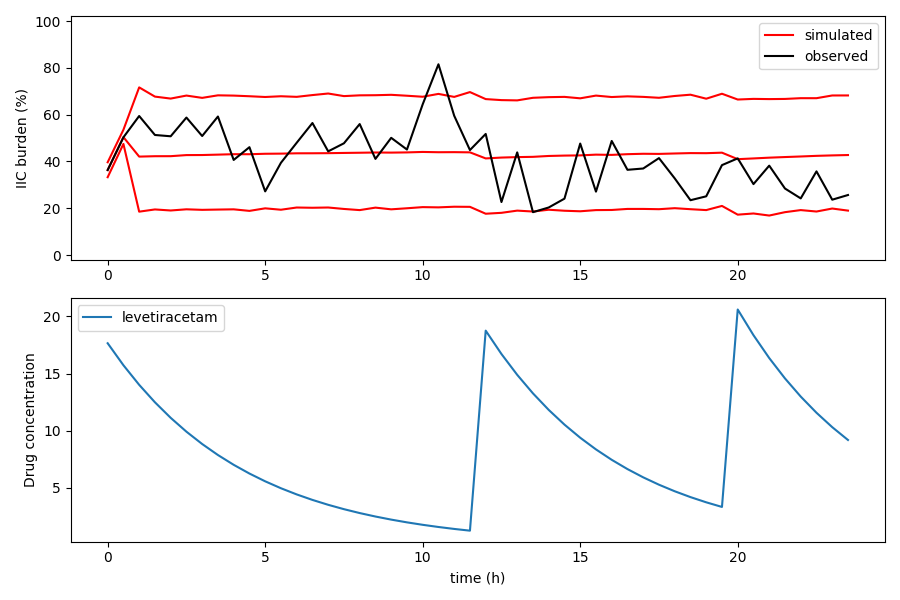 100
80
60
40
20
0
IIC burden (%)
simulated
observed
0 5 10 15 20
20
15
10
5
Drug concentration
levetiracetam
0 5 10 15 20
time (h)